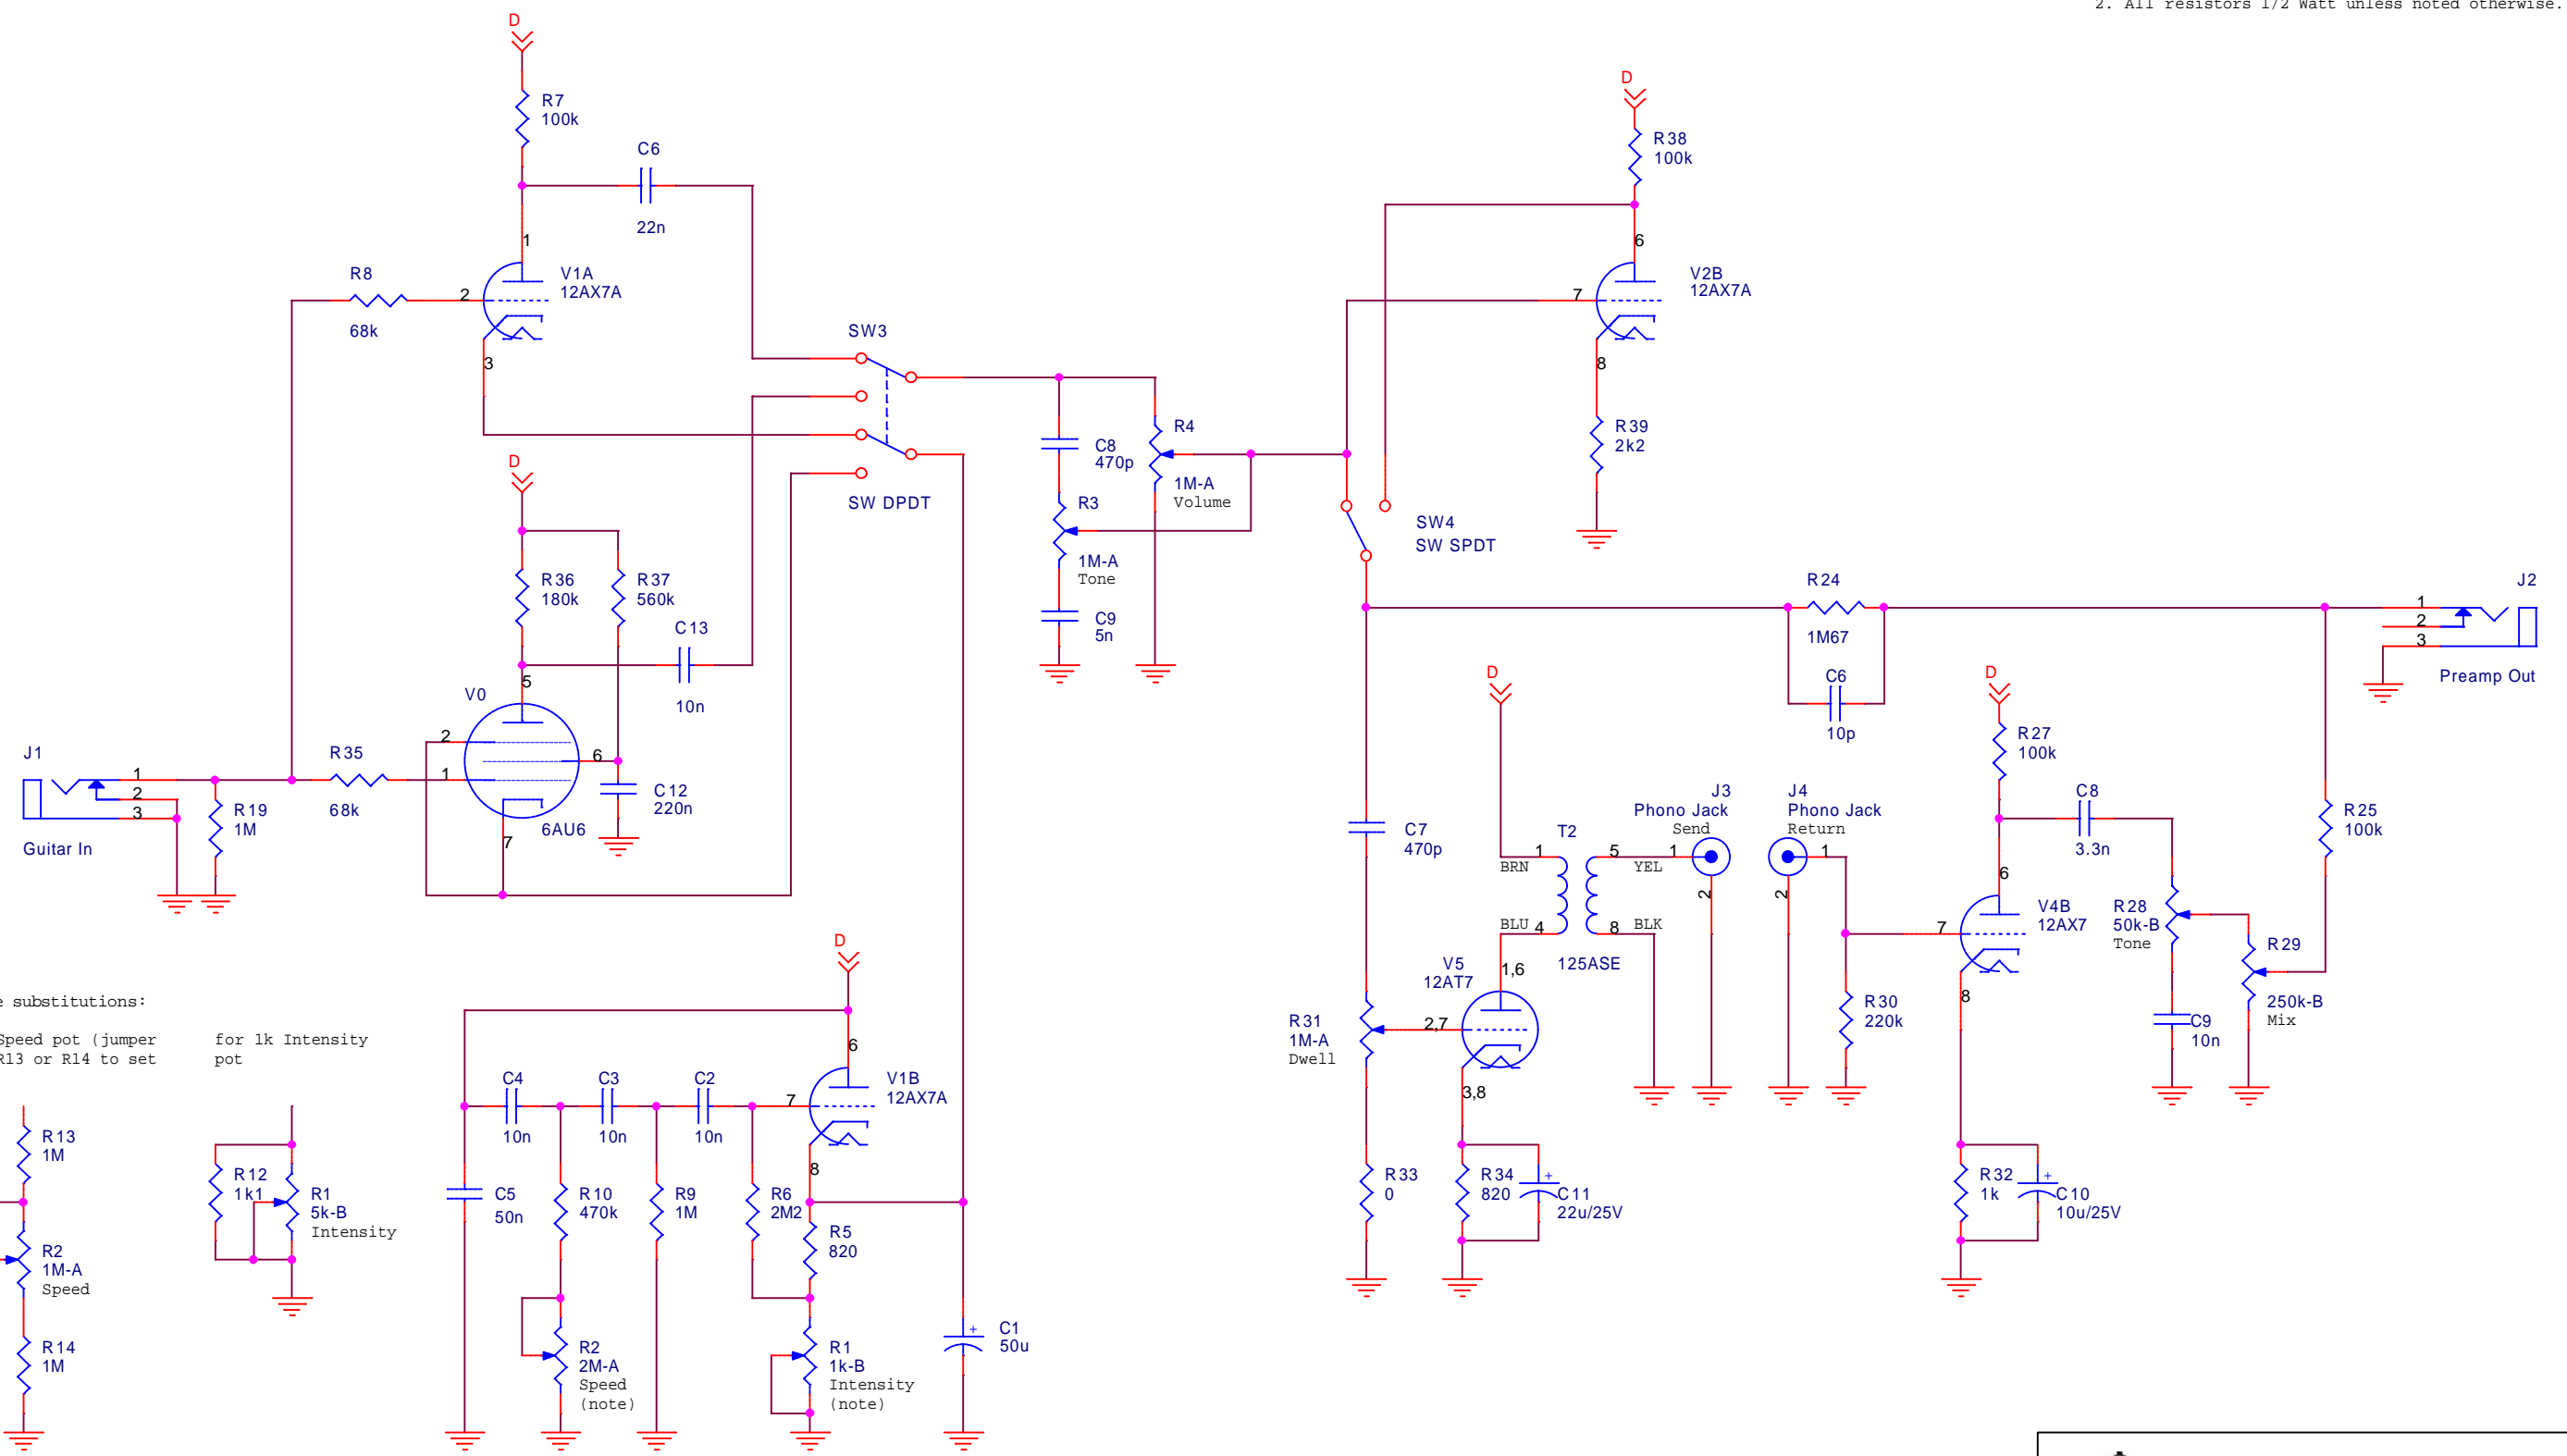 2. All resistors 1/2 Watt unless noted otherwise.
D
R7
100k
C6
22n
1
R8
68k
2
V1A
12AX7A
3
SW3
SW DPDT
D
R36
180k
R37
560k
C13
10n
5
V0
2
6
1
6AU6
7
C12
220n
J1
1
2
3
Guitar In
R19
1M
R35
68k
C8
470p
R4
1M-A
Volume
R3
1M-A
Tone
C9
5n
D
R38
100k
6
V2B
12AX7A
7
8
R39
2k2
SW4
SW SPDT
R24
1M67
C6
10p
J2
1
2
3
Preamp Out
D
D
R27
100k
C7
470p
T2
J3
Phono Jack
Send
J4
Phono Jack
Return
1
BRN
5
YEL
1
2
BLU
4
8
BLK
125ASE
1
2
C8
3.3n
R25
100k
6
V4B
12AX7
7
8
R28
50k-B
Tone
R29
250k-B
Mix
C9
10n
V5
12AT7
1,6
2,7
3,8
R31
1M-A
Dwell
R30
220k
R33
0
R34
820
C11
22u/25V
R32
1k
C10
10u/25V
substitutions:
Speed pot (jumper
R13 or R14 to set
for 1k Intensity
pot
R13
1M
R2
1M-A
Speed
R14
1M
R12
1k1
R1
5k-B
Intensity
D
6
V1B
12AX7A
7
8
C4
10n
C3
10n
C2
10n
C5
50n
R10
470k
R9
1M
R6
2M2
R5
820
R2
2M-A
Speed
(note)
R1
1k-B
Intensity
(note)
C1
50u